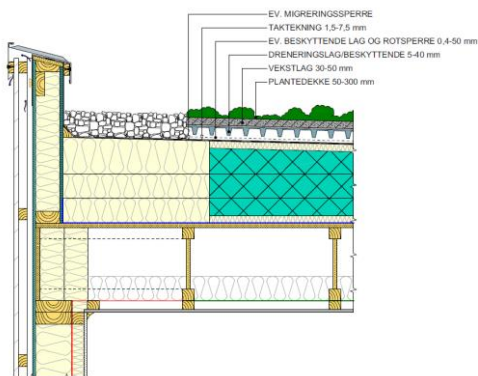 EV. MIGRERINGSSPERRE
TAKTEKNING 1,5-7,5 mm
EV. BESKYTTENDE LAG OG ROTSPERRE 0,4-50 mm
DRENERINGSLAG/BESKYTTENDE 5-40 mm
VEKSTLAG 30-50 mm
PLANTEDEKKE 50-300 mm